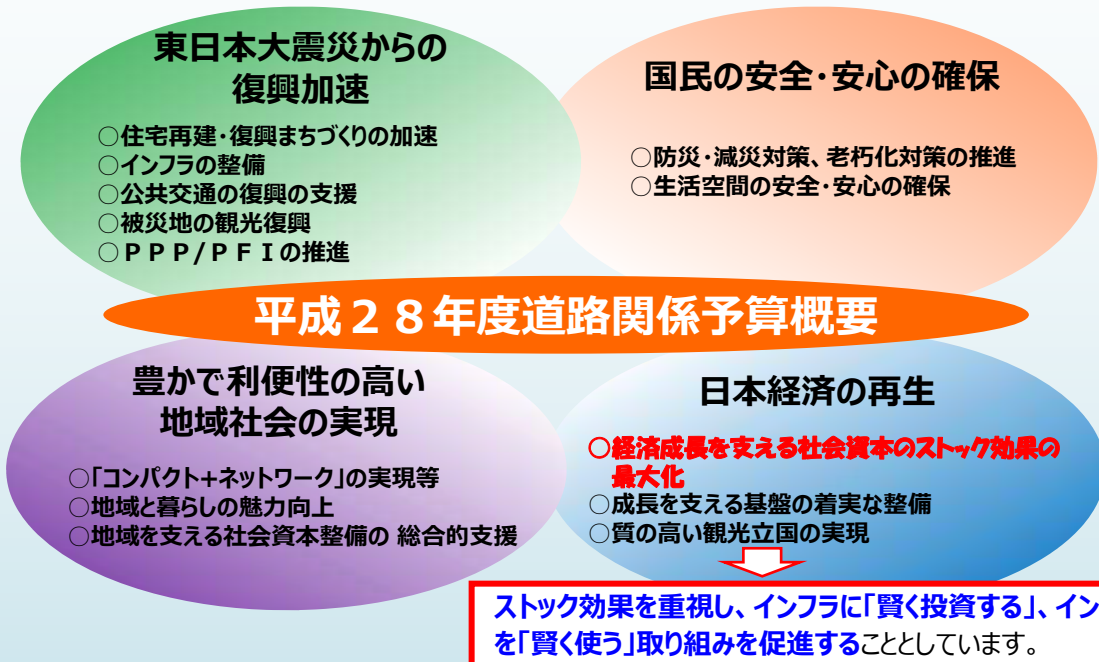 東日本大震災からの
復興加速
○住宅再建･復興まちづくりの加速
○インフラの整備
○公共交通の復興の支援
○被災地の観光復興
○ＰＰＰ/ＰＦＩの推進
国民の安全･安心の確保
○防災･減災対策、老朽化対策の推進
○生活空間の安全･安心の確保
平成２８年度道路関係予算概要
豊かで利便性の高い
地域社会の実現
○｢コンパクト+ネットワーク｣の実現等
○地域と暮らしの魅力向上
○地域を支える社会資本整備の 総合的支援
日本経済の再生
○経済成長を支える社会資本のストック効果の
最大化
○成長を支える基盤の着実な整備
○質の高い観光立国の実現
ストック効果を重視し、インフラに｢賢く投資する｣、イン
を｢賢く使う｣取り組みを促進することとしています。